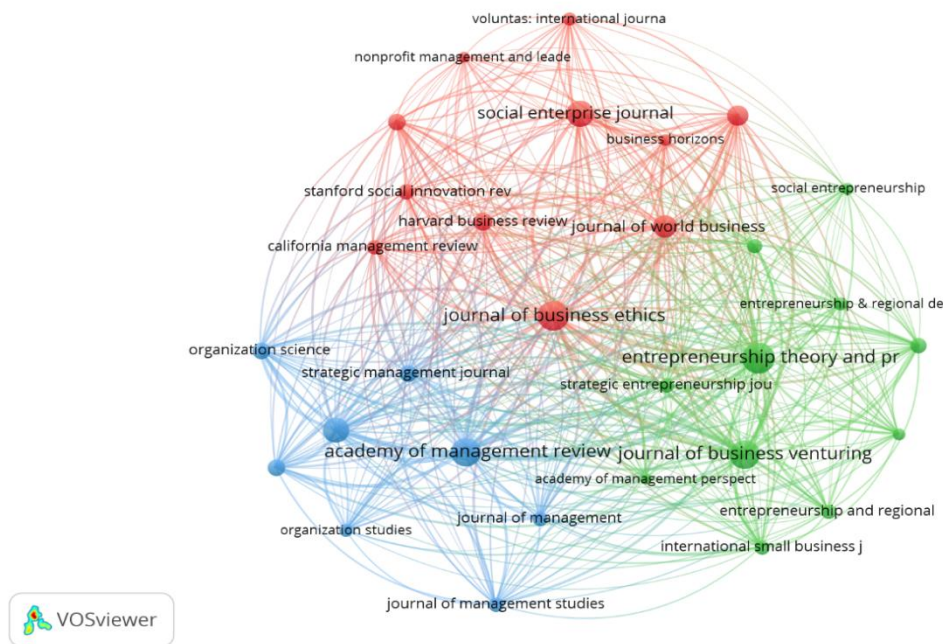 voluntas: international journa
nonprofit management and leade
social enterprise journal
business horizons
social entrepreneurship
stanford social innovation rev
harvard business review
journal of world business
california management review
entrepreneurship & regional de
journal of business ethics
organization science
entrepreneurship theory and pr
strategic management journal
strategic entrepreneurship jou
academy of management review
journal of business venturing
academy of management perspect
entrepreneurship and regional
journal of management
organization studies
international small business j
journal of management studies
VOSviewer